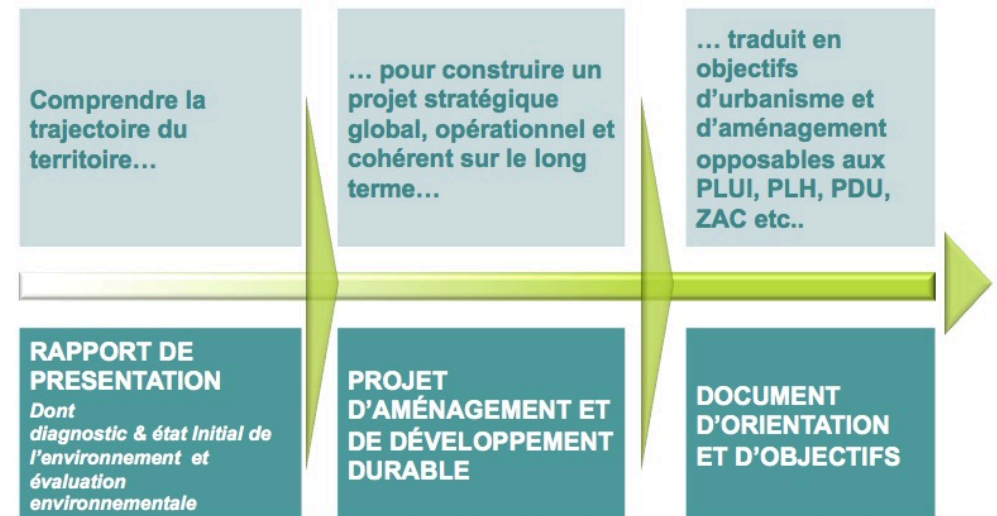 Comprendre la
trajectoire du
territoire…
… pour construire un
projet stratégique
global, opérationnel et
cohérent sur le long
terme…
… traduit en
objectifs
d’urbanisme et
d’aménagement
opposables aux
PLUI, PLH, PDU,
ZAC etc..
RAPPORT DE
PRESENTATION
Dont
diagnostic & état Initial de
l’environnement et
évaluation
environnementale
PROJET
D’AMÉNAGEMENT ET
DE DÉVELOPPEMENT
DURABLE
DOCUMENT
D’ORIENTATION
ET D’OBJECTIFS